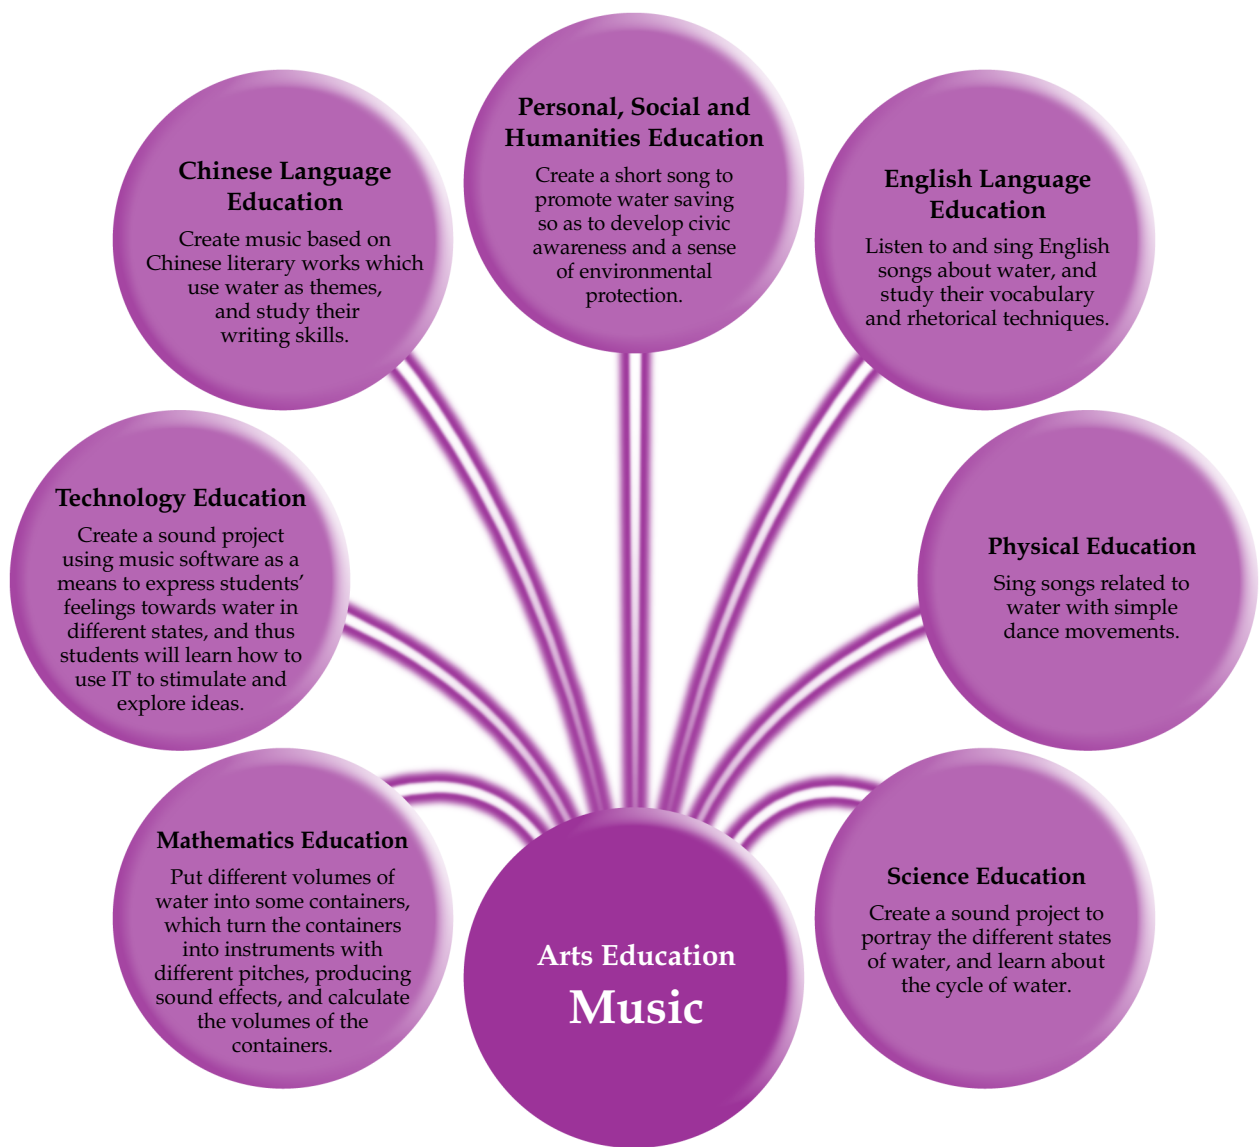 Personal, Social and
Humanities Education
Create a short song to
promote water saving
so as to develop civic
awareness and a sense
of environmental
protection.
Chinese Language
Education
Create music based on
Chinese literary works which
use water as themes,
and study their
writing skills.
English Language
Education
Listen to and sing English
songs about water, and
study their vocabulary
and rhetorical techniques.
Technology Education
Create a sound project
using music software as a
means to express students’
feelings towards water in
different states, and thus
students will learn how to
use IT to stimulate and
explore ideas.
Physical Education
Sing songs related to
water with simple
dance movements.
Mathematics Education
Put different volumes of
water into some containers,
which turn the containers
into instruments with
different pitches, producing
sound effects, and calculate
the volumes of the
containers.
Science Education
Create a sound project to
portray the different states
of water, and learn about
the cycle of water.
Arts Education
Music